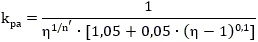 k_pa = 1 / (η^(1/n′) · [1,05 + 0,05 · (η − 1)^0,1])